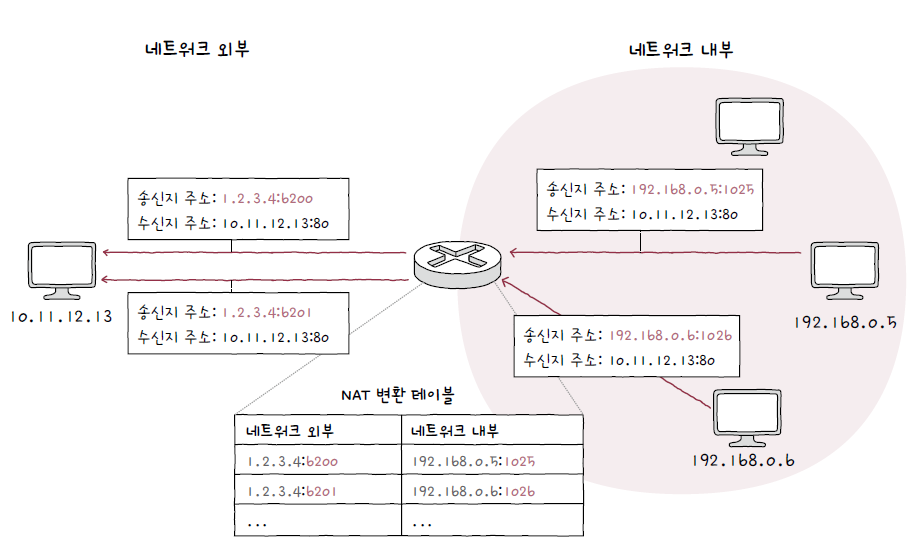 네트워크 외부
네트워크 내부
송신지 주소: 1.2.3.4:6200
수신지 주소: 10.11.12.13:80
송신지 주소: 192.168.0.5:1025
수신지 주소: 10.11.12.13:80
10.11.12.13
송신지 주소: 1.2.3.4:6201
수신지 주소: 10.11.12.13:80
192.168.0.5
송신지 주소: 192.168.0.6:1026
수신지 주소: 10.11.12.13:80
192.168.0.6
NAT 변환 테이블
네트워크 외부 네트워크 내부
1.2.3.4:6200 192.168.0.5:1025
1.2.3.4:6201 192.168.0.6:1026
... ...